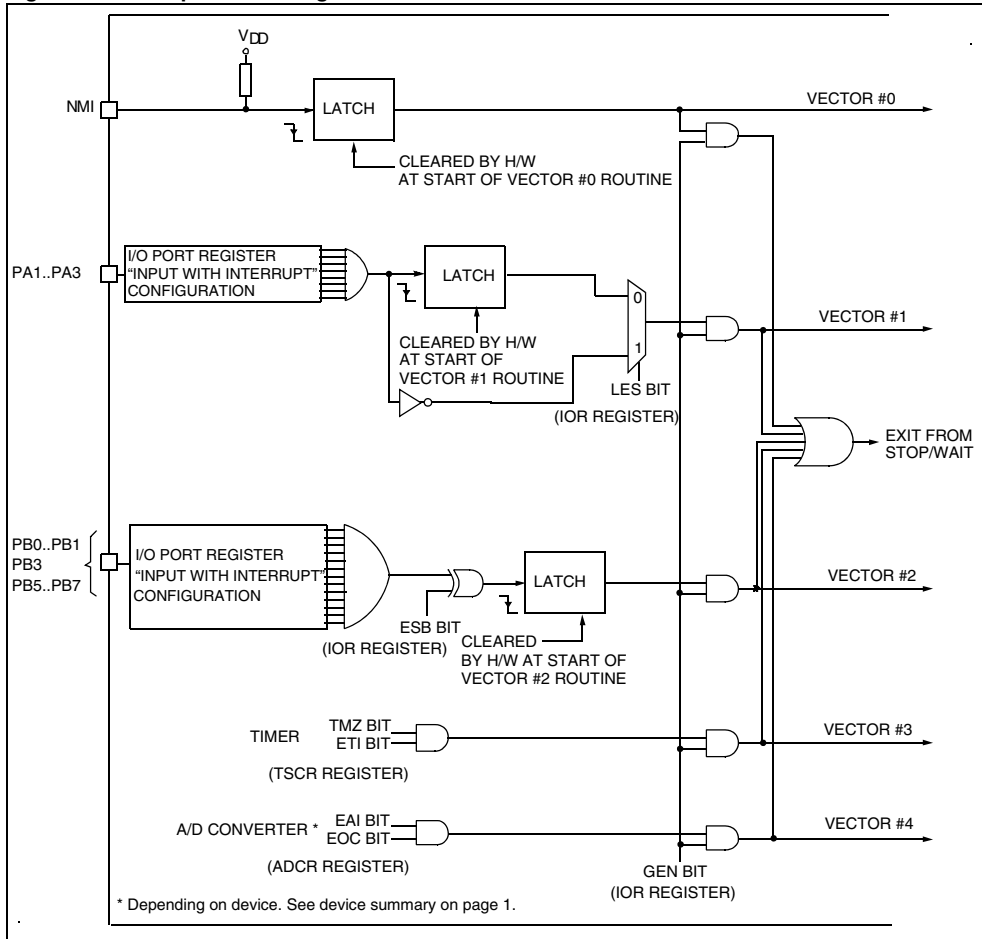 VDD
NMI
LATCH
VECTOR #0
CLEARED BY H/W
AT START OF VECTOR #0 ROUTINE
PA1..PA3
I/O PORT REGISTER
“INPUT WITH INTERRUPT”
CONFIGURATION
LATCH
0
1
VECTOR #1
CLEARED BY H/W
AT START OF
VECTOR #1 ROUTINE
LES BIT
(IOR REGISTER)
EXIT FROM
STOP/WAIT
PB0..PB1
PB3
PB5..PB7
I/O PORT REGISTER
“INPUT WITH INTERRUPT”
CONFIGURATION
LATCH
VECTOR #2
ESB BIT
(IOR REGISTER)
CLEARED
BY H/W AT START OF
VECTOR #2 ROUTINE
TIMER
TMZ BIT
ETI BIT
(TSCR REGISTER)
VECTOR #3
A/D CONVERTER *
EAI BIT
EOC BIT
(ADCR REGISTER)
VECTOR #4
GEN BIT
(IOR REGISTER)
* Depending on device. See device summary on page 1.